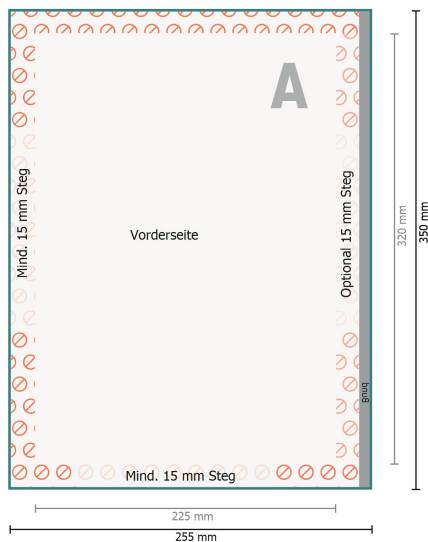 A
Mind. 15 mm Steg
Vorderseite
Optional 15 mm Steg
320 mm
350 mm
Bund
Mind. 15 mm Steg
225 mm
255 mm